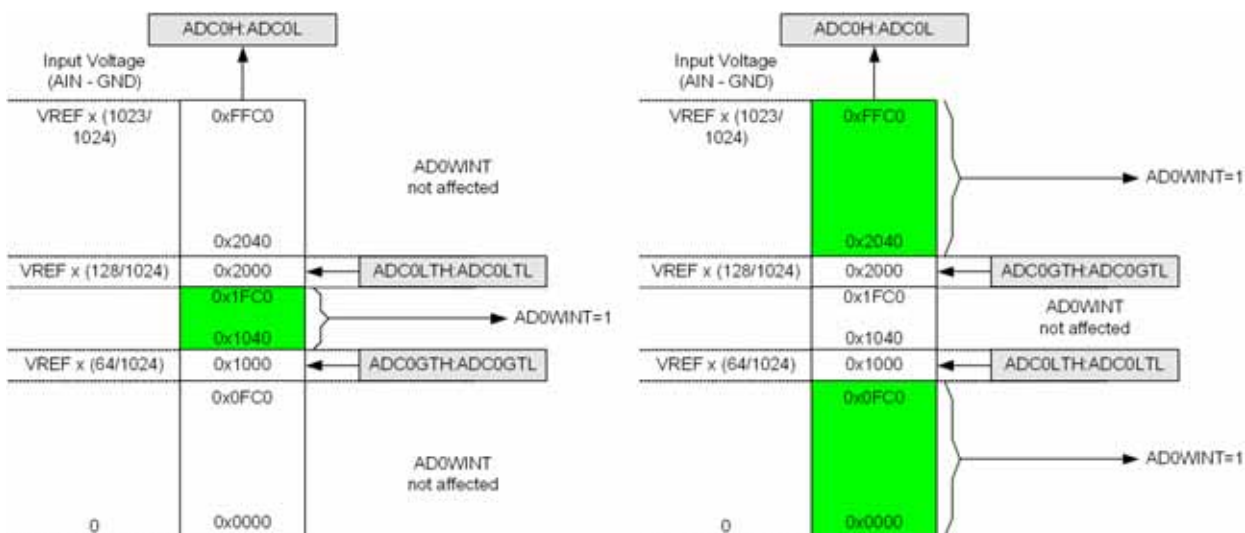 ADC0H:ADC0L
Input Voltage
(AIN - GND)
VREF x (1023/
1024)
0xFFC0
AD0WINT
not affected
0x2040
VREF x (128/1024)
0x2000
ADC0LTH:ADC0LTL
0x1FC0
AD0WINT=1
0x1040
VREF x (64/1024)
0x1000
ADC0GTH:ADC0GTL
0x0FC0
AD0WINT
not affected
0
0x0000
ADC0H:ADC0L
Input Voltage
(AIN - GND)
VREF x (1023/
1024)
0xFFC0
AD0WINT=1
0x2040
VREF x (128/1024)
0x2000
ADC0GTH:ADC0GTL
0x1FC0
AD0WINT
not affected
0x1040
VREF x (64/1024)
0x1000
ADC0LTH:ADC0LTL
0x0FC0
AD0WINT=1
0
0x0000